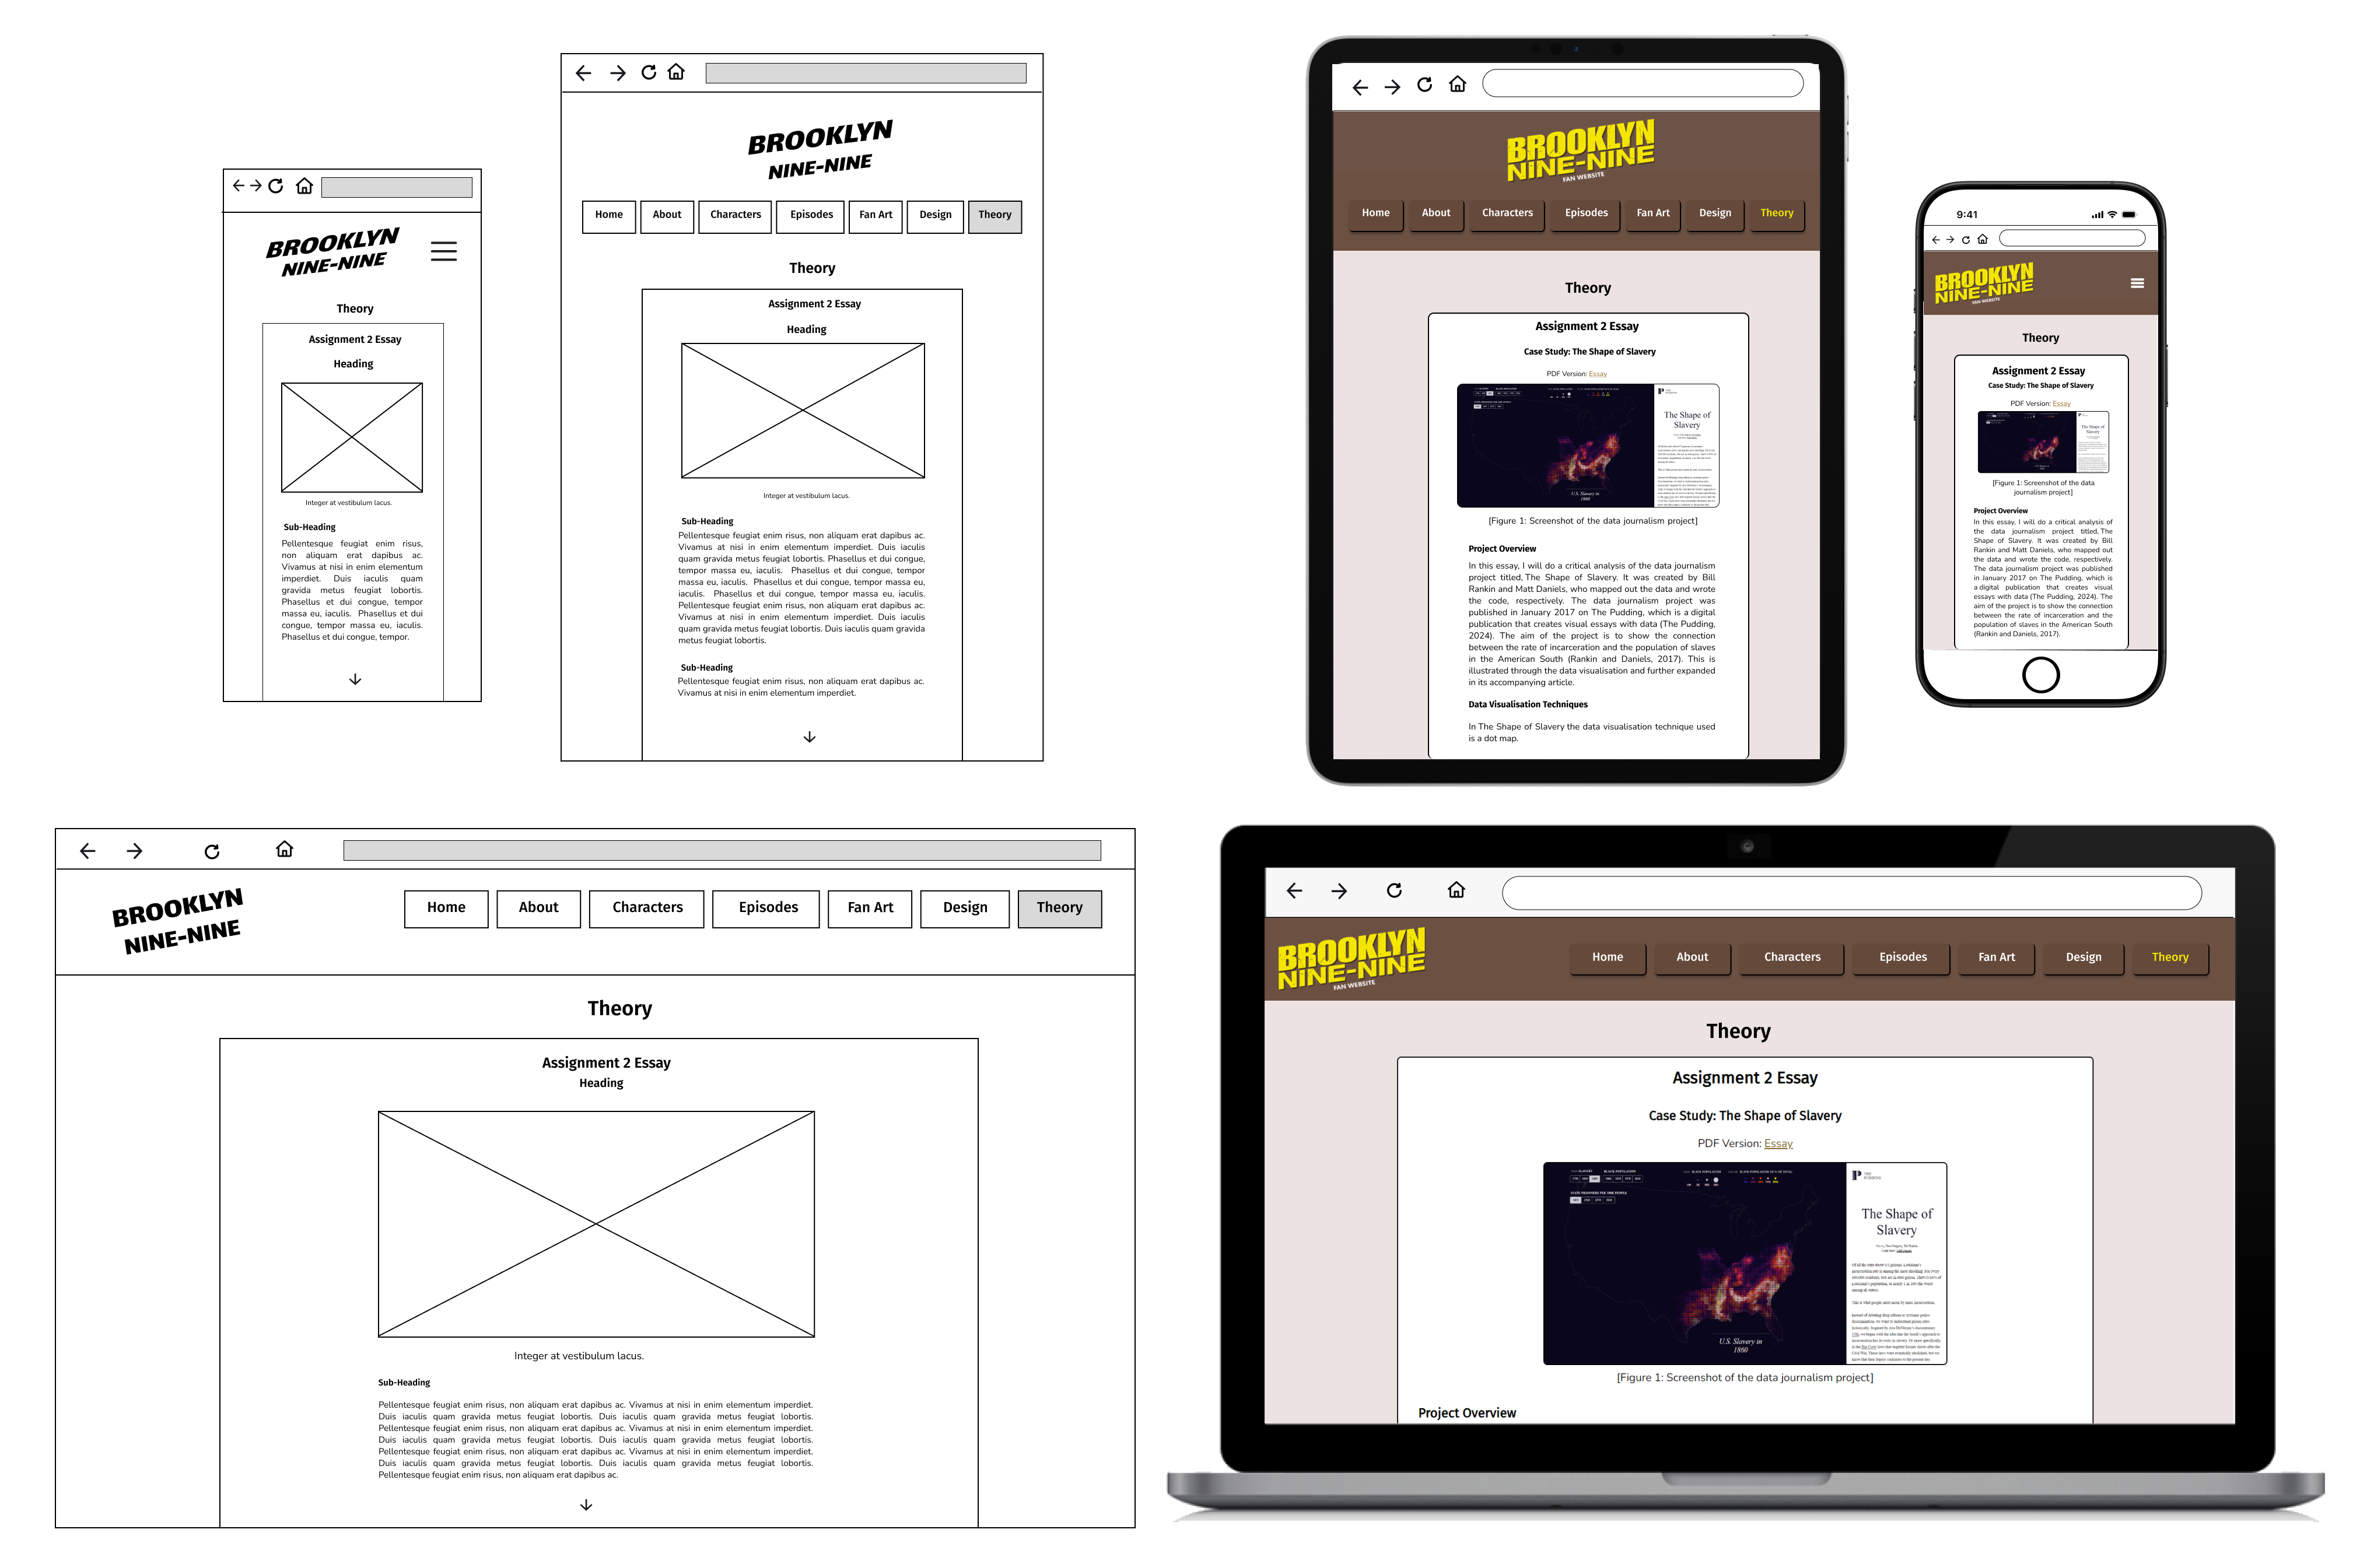 BROOKLYN
NINE-NINE
Theory
Assignment 2 Essay
Heading
Integer at vestibulum lacus.
Sub-Heading
Pellentesque feugiat enim risus,
non aliquam erat dapibus ac.
Vivamus at nisi in enim elementum
imperdiet. Duis iaculis quam
gravida metus feugiat lobortis.
Phasellus et dui congue, tempor
massa eu, iaculis. Phasellus et dui
congue, tempor massa eu, iaculis.
Phasellus et dui congue, tempor.
BROOKLYN
NINE-NINE
Home About Characters Episodes Fan Art Design Theory
Theory
Assignment 2 Essay
Heading
Integer at vestibulum lacus.
Sub-Heading
Pellentesque feugiat enim risus, non aliquam erat dapibus ac.
Vivamus at nisi in enim elementum imperdiet. Duis iaculis
quam gravida metus feugiat lobortis. Phasellus et dui congue,
tempor massa eu, iaculis. Phasellus et dui congue, tempor
massa eu, iaculis. Phasellus et dui congue, tempor massa eu,
iaculis. Phasellus et dui congue, tempor massa eu, iaculis.
Pellentesque feugiat enim risus, non aliquam erat dapibus ac.
Vivamus at nisi in enim elementum imperdiet. Duis iaculis
quam gravida metus feugiat lobortis. Duis iaculis quam gravida
metus feugiat lobortis.
Sub-Heading
Pellentesque feugiat enim risus, non aliquam erat dapibus ac.
Vivamus at nisi in enim elementum imperdiet.
BROOKLYN
NINE-NINE
FAN WEBSITE
Home About Characters Episodes Fan Art Design Theory
Theory
Assignment 2 Essay
Case Study: The Shape of Slavery
PDF Version: Essay
The Shape of
Slavery
U.S. Slavery in
1860
[Figure 1: Screenshot of the data journalism project]
Project Overview
In this essay, I will do a critical analysis of the data journalism
project titled, The Shape of Slavery. It was created by Bill
Rankin and Matt Daniels, who mapped out the data and wrote
the code, respectively. The data journalism project was
published in January 2017 on The Pudding, which is a digital
publication that creates visual essays with data (The Pudding,
2024). The aim of the project is to show the connection
between the rate of incarceration and the population of slaves
in the American South (Rankin and Daniels, 2017). This is
illustrated through the data visualisation and further expanded
in its accompanying article.
Data Visualisation Techniques
In The Shape of Slavery the data visualisation technique used
is a dot map.
9:41
BROOKLYN
NINE-NINE
FAN WEBSITE
Theory
Assignment 2 Essay
Case Study: The Shape of Slavery
PDF Version: Essay
The Shape of
Slavery
[Figure 1: Screenshot of the data
journalism project]
Project Overview
In this essay, I will do a critical analysis of
the data journalism project titled, The
Shape of Slavery. It was created by Bill
Rankin and Matt Daniels, who mapped out
the data and wrote the code, respectively.
The data journalism project was published
in January 2017 on The Pudding, which is
a digital publication that creates visual
essays with data (The Pudding, 2024). The
aim of the project is to show the connection
between the rate of incarceration and the
population of slaves in the American South
(Rankin and Daniels, 2017).
BROOKLYN
NINE-NINE
Home About Characters Episodes Fan Art Design Theory
Theory
Assignment 2 Essay
Heading
Integer at vestibulum lacus.
Sub-Heading
Pellentesque feugiat enim risus, non aliquam erat dapibus ac. Vivamus at nisi in enim elementum imperdiet.
Duis iaculis quam gravida metus feugiat lobortis. Duis iaculis quam gravida metus feugiat lobortis.
Pellentesque feugiat enim risus, non aliquam erat dapibus ac. Vivamus at nisi in enim elementum imperdiet.
Duis iaculis quam gravida metus feugiat lobortis. Duis iaculis quam gravida metus feugiat lobortis.
Pellentesque feugiat enim risus, non aliquam erat dapibus ac. Vivamus at nisi in enim elementum imperdiet.
Duis iaculis quam gravida metus feugiat lobortis. Duis iaculis quam gravida metus feugiat lobortis.
Pellentesque feugiat enim risus, non aliquam erat dapibus ac.
BROOKLYN
NINE-NINE
FAN WEBSITE
Home About Characters Episodes Fan Art Design Theory
Theory
Assignment 2 Essay
Case Study: The Shape of Slavery
PDF Version: Essay
BLACK POPULATION
THE
PUDDING
The Shape of
Slavery
U.S. Slavery in
1860
[Figure 1: Screenshot of the data journalism project]
Project Overview